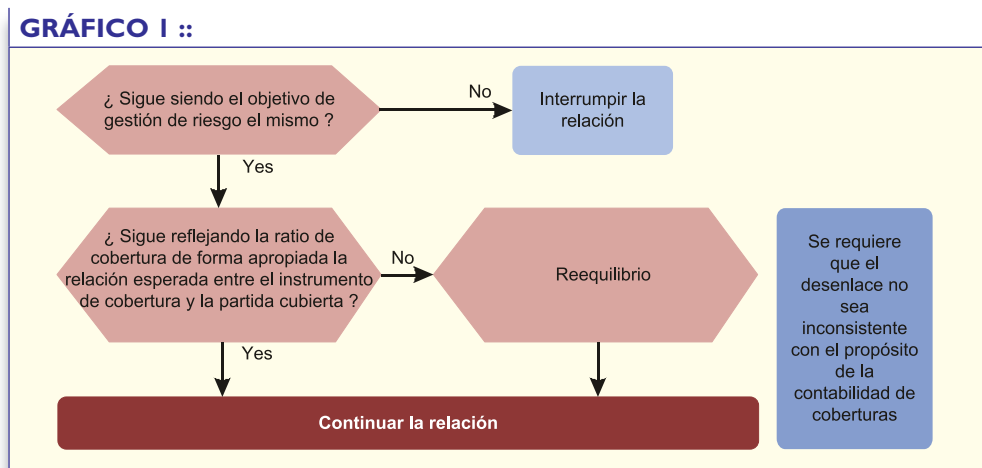 GRÁFICO I ::
¿ Sigue siendo el objetivo de
gestión de riesgo el mismo ?
No
Interrumpir la
relación
Yes
¿ Sigue reflejando la ratio de
cobertura de forma apropiada la
relación esperada entre el instrumento
de cobertura y la partida cubierta ?
No
Reequilibrio
Se requiere
que el
desenlace no
sea
inconsistente
con el propósito
de la
contabilidad de
coberturas
Yes
Continuar la relación